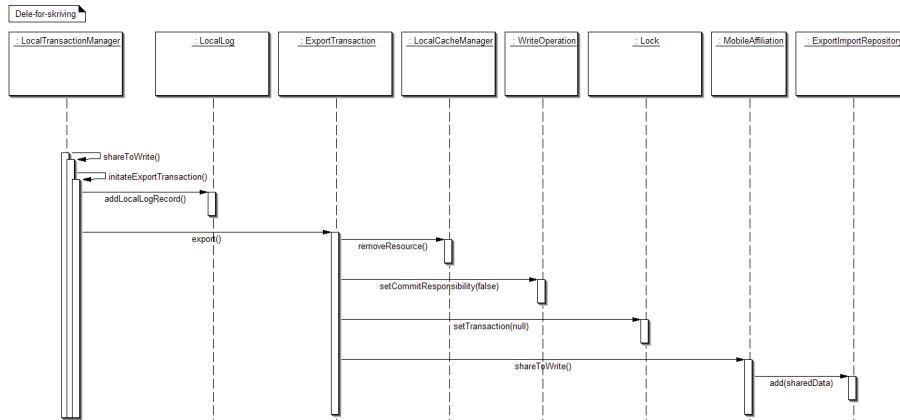 Dele-for-skriving
: LocalTransactionManager
: LocalLog
: ExportTransaction
: LocalCacheManager
: WriteOperation
: Lock
: MobileAffiliation
: ExportImportRepository
shareToWrite()
initateExportTransaction()
addLocalLogRecord()
export()
removeResource()
setCommitResponsibility(false)
setTransaction(null)
shareToWrite()
add(sharedData)